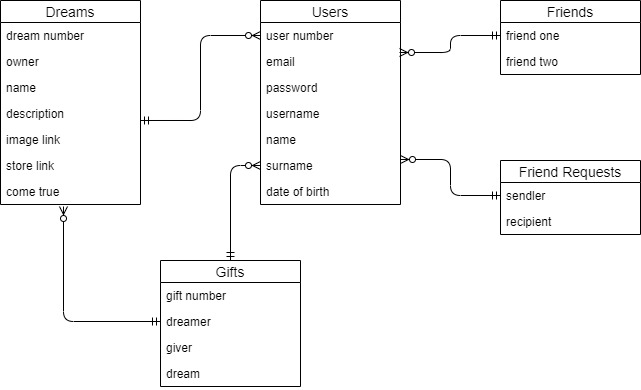 Dreams
dream number
owner
name
description
image link
store link
come true
Users
user number
email
password
username
name
surname
date of birth
Friends
friend one
friend two
Friend Requests
sendler
recipient
Gifts
gift number
dreamer
giver
dream